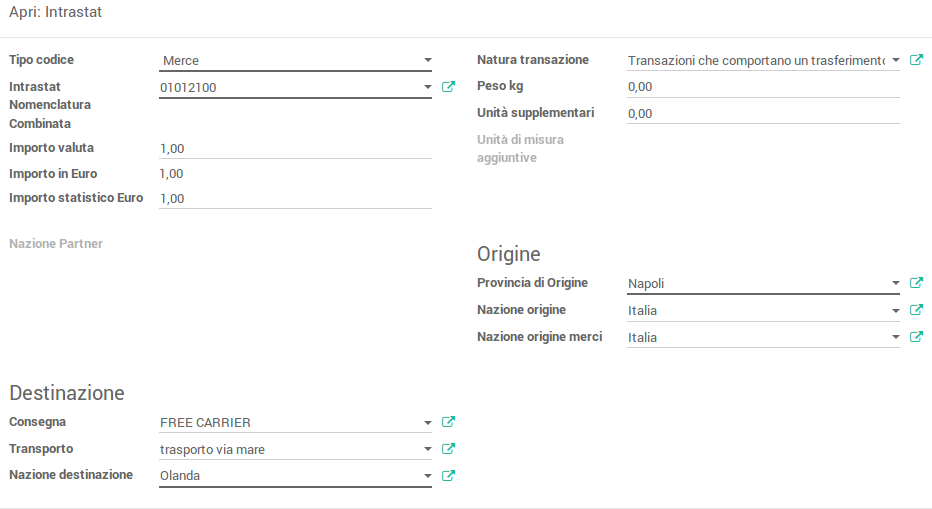 Apri: Intrastat
Tipo codice
Merce
Intrastat
Nomenclatura
Combinata
01012100
Importo valuta
1,00
Importo in Euro
1,00
Importo statistico Euro
1,00
Nazione Partner
Natura transazione
Transazioni che comportano un trasferimento
Peso kg
0,00
Unità supplementari
0,00
Unità di misura
aggiuntive
Origine
Provincia di Origine
Napoli
Nazione origine
Italia
Nazione origine merci
Italia
Destinazione
Consegna
FREE CARRIER
Transporto
trasporto via mare
Nazione destinazione
Olanda